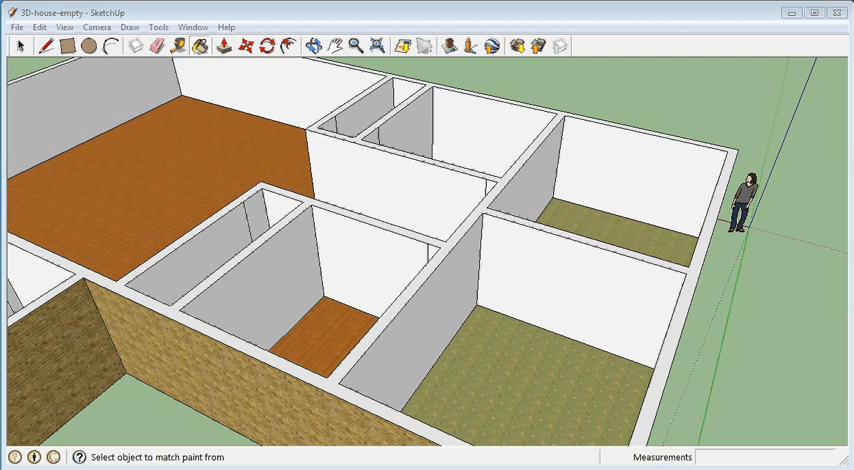 3D-house-empty - SketchUp
File Edit View Camera Draw Tools Window Help
Select object to match paint from
Measurements